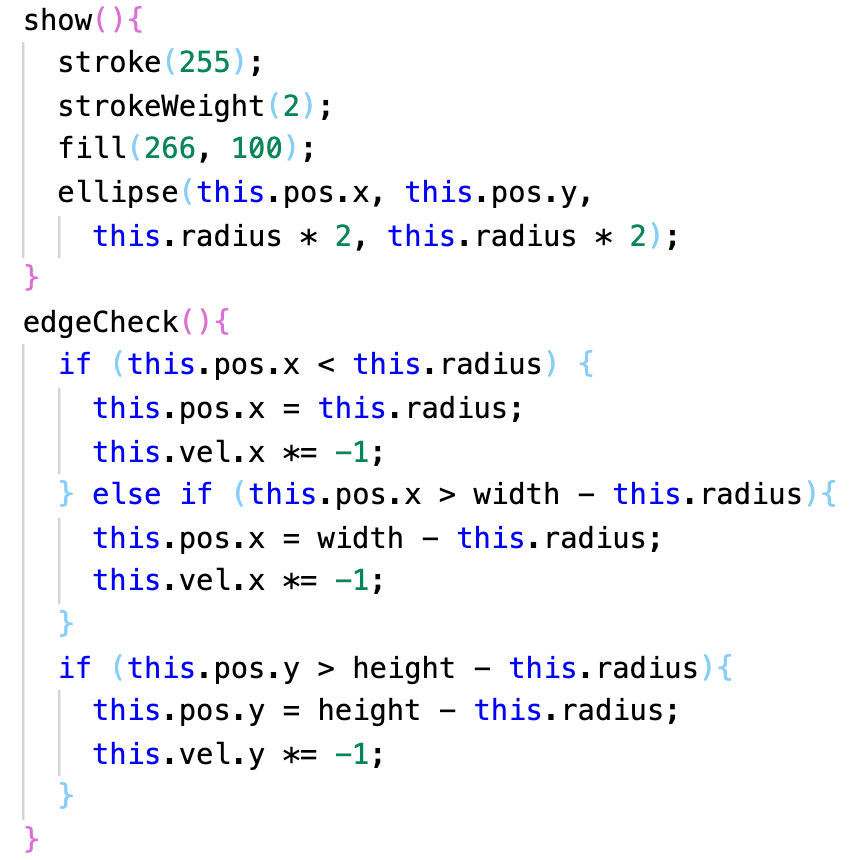 show(){
  stroke(255);
  strokeWeight(2);
  fill(266, 100);
  ellipse(this.pos.x, this.pos.y,
    this.radius * 2, this.radius * 2);
}
edgeCheck(){
  if (this.pos.x < this.radius) {
    this.pos.x = this.radius;
    this.vel.x *= -1;
  } else if (this.pos.x > width - this.radius){
    this.pos.x = width - this.radius;
    this.vel.x *= -1;
  }
  if (this.pos.y > height - this.radius){
    this.pos.y = height - this.radius;
    this.vel.y *= -1;
  }
}